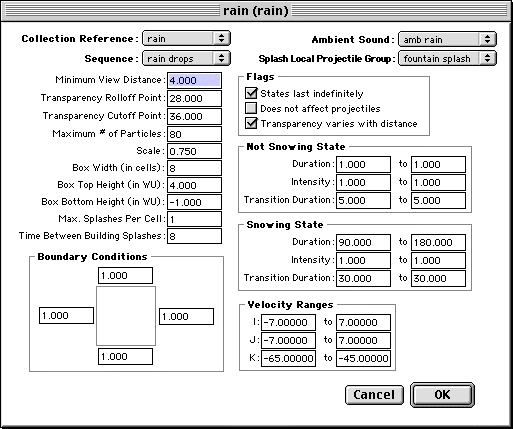 rain (rain)
Collection Reference: rain
Sequence: rain drops
Ambient Sound: amb rain
Splash Local Projectile Group: fountain splash
Minimum View Distance: 4.000
Transparency Rolloff Point: 28.000
Transparency Cutoff Point: 36.000
Maximum # of Particles: 80
Scale: 0.750
Box Width (in cells): 8
Box Top Height (in WU): 4.000
Box Bottom Height (in WU): -1.000
Max. Splashes Per Cell: 1
Time Between Building Splashes: 8
Boundary Conditions
1.000
1.000 1.000
1.000
Flags
States last indefinitely
Does not affect projectiles
Transparency varies with distance
Not Snowing State
Duration: 1.000 to 1.000
Intensity: 1.000 to 1.000
Transition Duration: 5.000 to 5.000
Snowing State
Duration: 90.000 to 180.000
Intensity: 1.000 to 1.000
Transition Duration: 30.000 to 30.000
Velocity Ranges
I: -7.00000 to 7.00000
J: -7.00000 to 7.00000
K: -65.00000 to -45.00000
Cancel OK